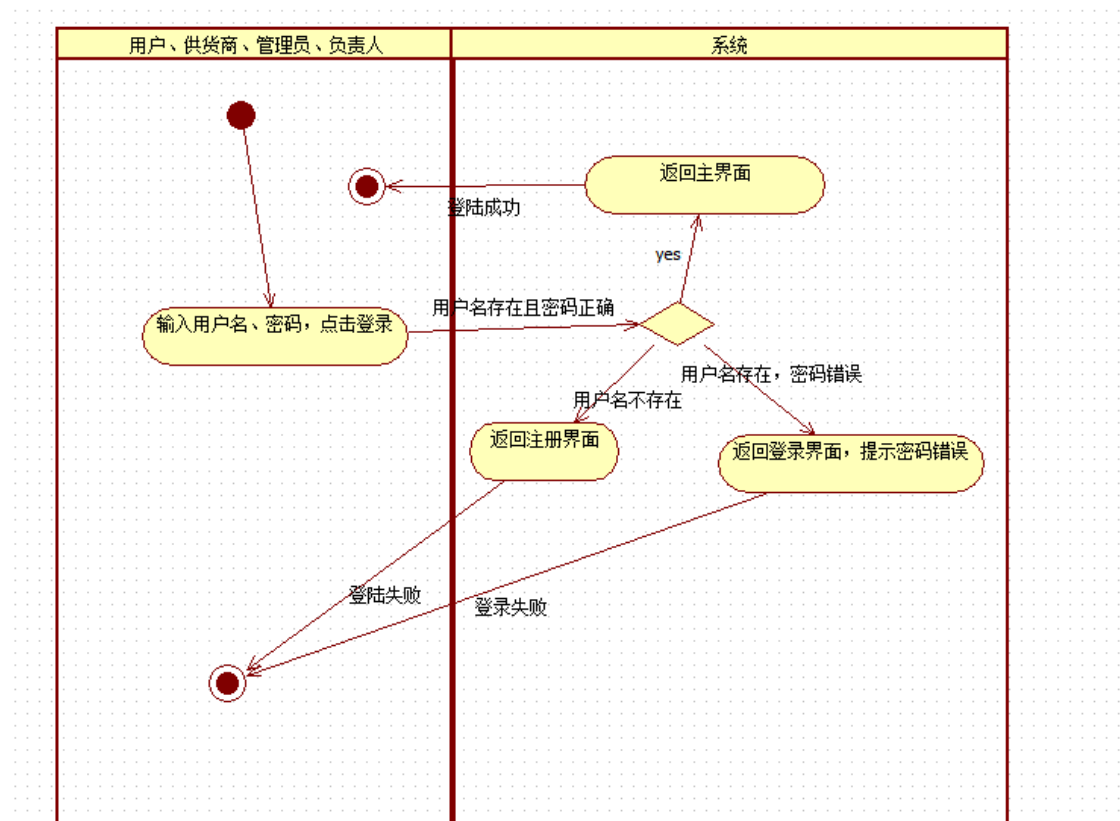 用户、供货商、管理员、负责人
系统
返回主界面
登陆成功
yes
用户名存在且密码正确
输入用户名、密码，点击登录
用户名存在，密码错误
用户名不存在
返回注册界面
返回登录界面，提示密码错误
登陆失败
登录失败